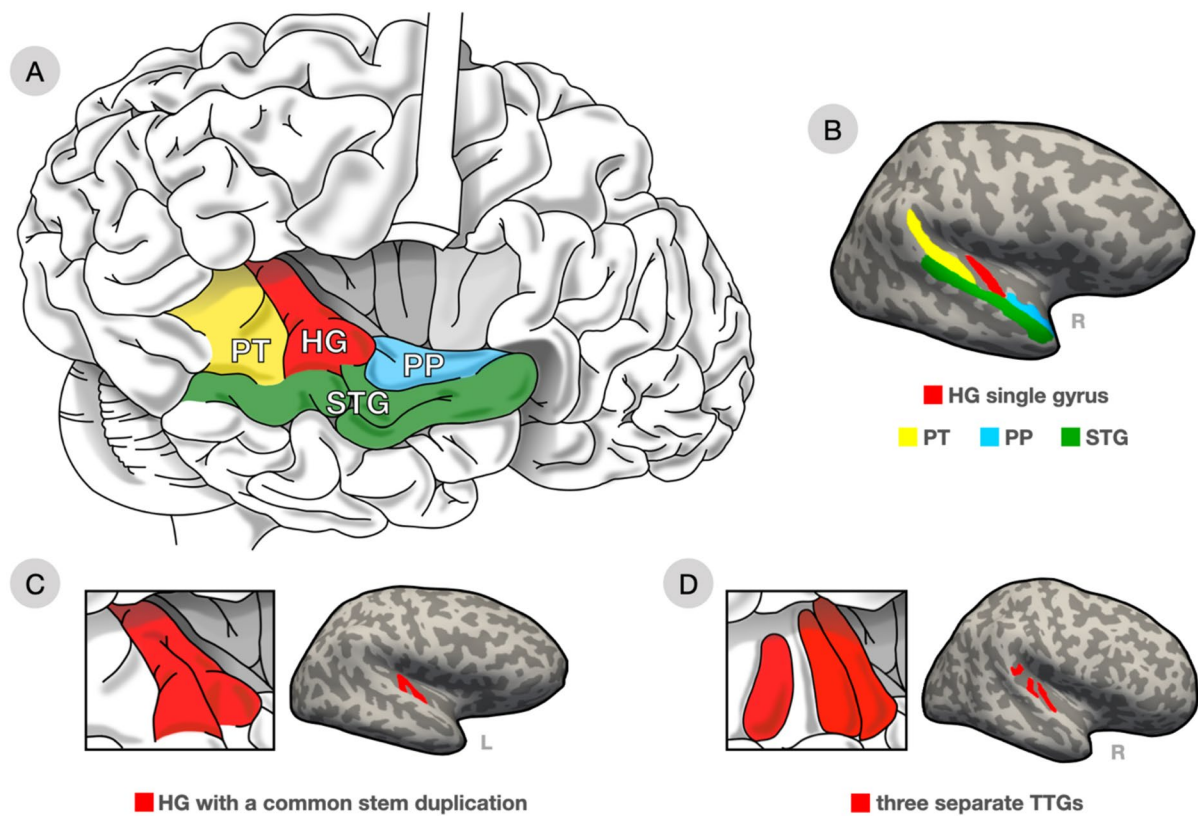 A
B
PT
HG
PP
STG
R
HG single gyrus
PT PP STG
C
D
L
R
HG with a common stem duplication
three separate TTGs